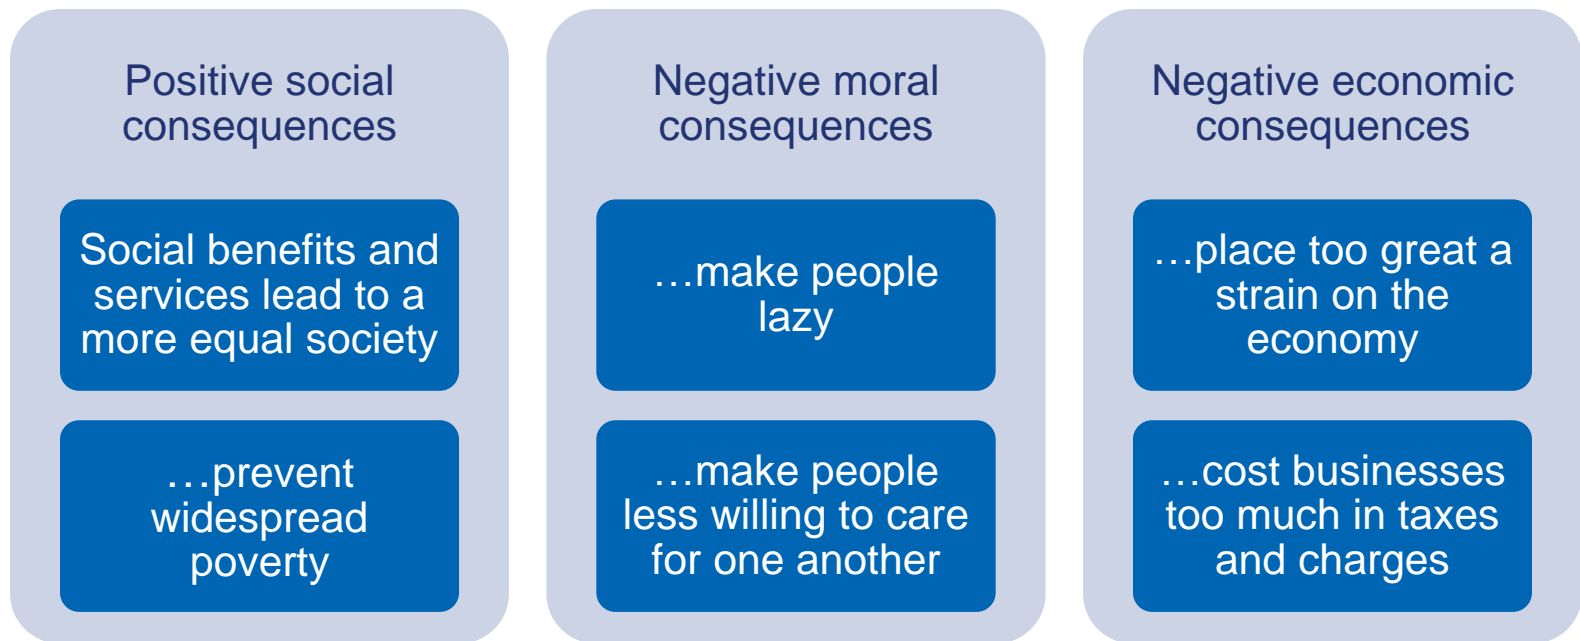 Positive social
consequences
Social benefits and
services lead to a
more equal society
…prevent
widespread
poverty
Negative moral
consequences
…make people
lazy
…make people
less willing to care
for one another
Negative economic
consequences
…place too great a
strain on the
economy
…cost businesses
too much in taxes
and charges